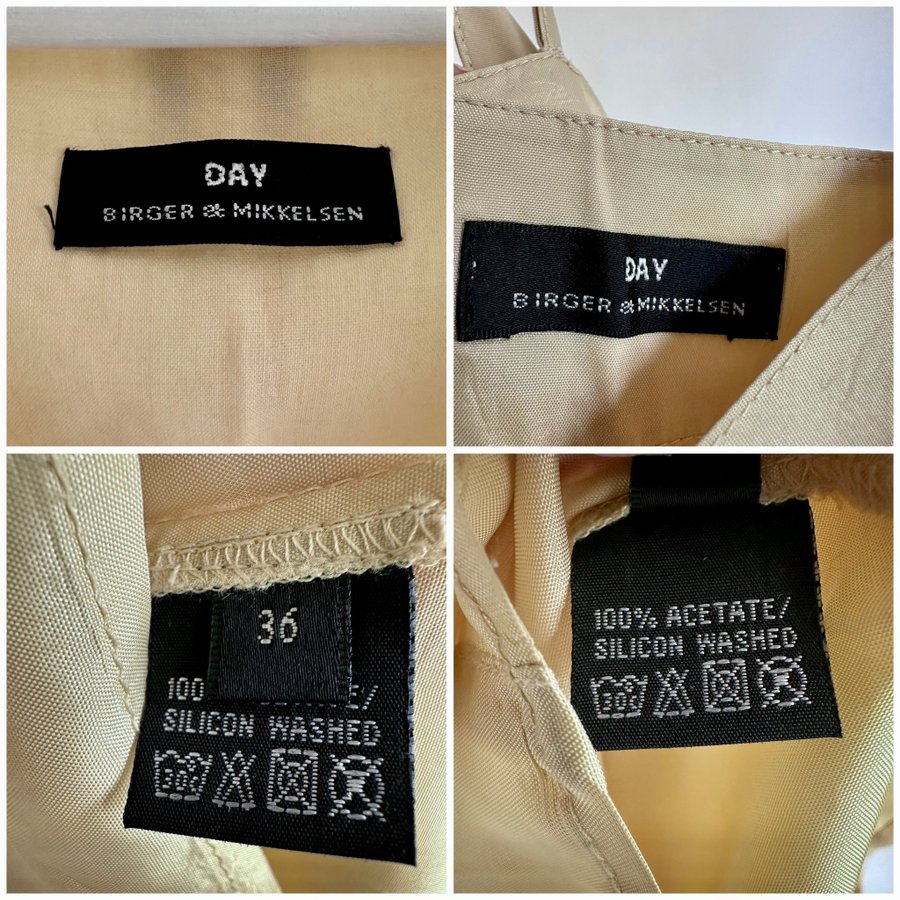 DAY
BIRGER & MIKKELSEN
DAY
BIRGER & MIKKELSEN
36
100 E/
SILICON WASHED
100% ACETATE/
SILICON WASHED